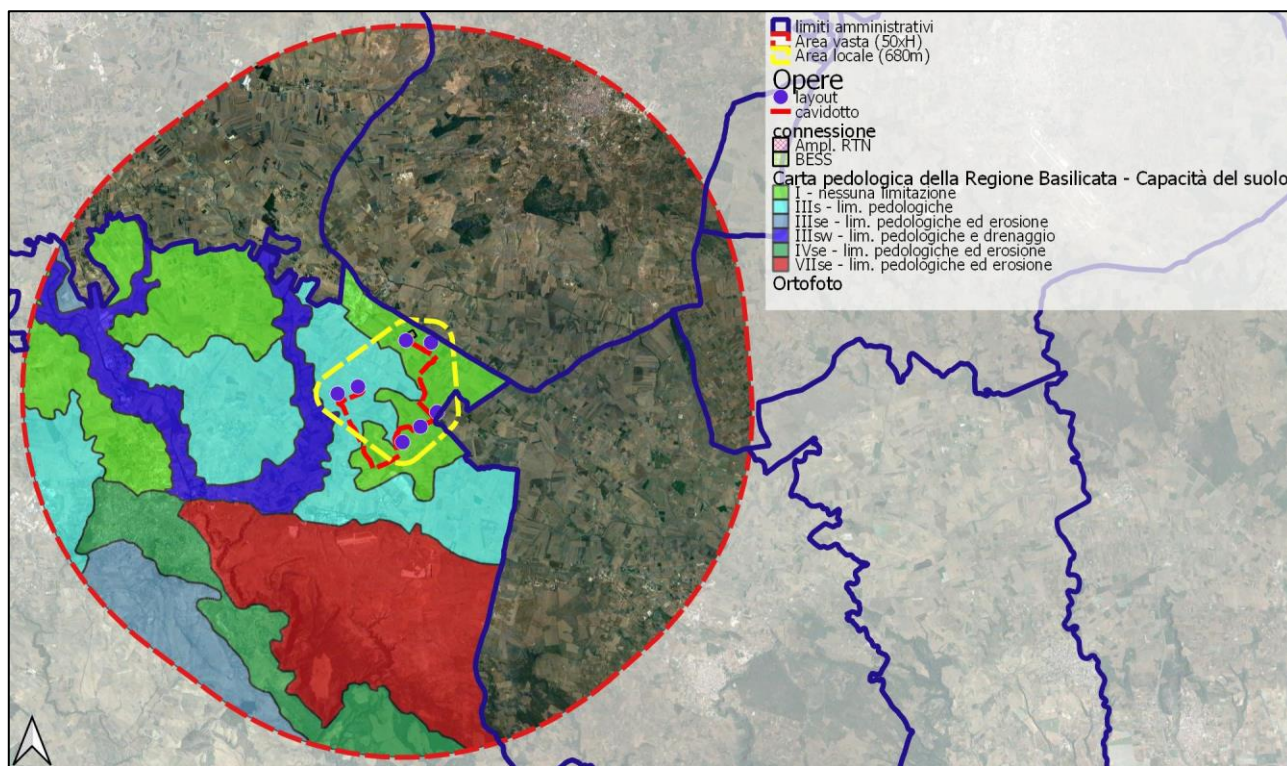 limiti amministrativi
Area vasta (50xH)
Area locale (680m)
Opere
layout
cavidotto
connessione
Ampl. RTN
BESS
Carta pedologica della Regione Basilicata - Capacità del suolo
I - nessuna limitazione
IIIs - lim. pedologiche
IIIse - lim. pedologiche ed erosione
IIIsw - lim. pedologiche e drenaggio
IVse - lim. pedologiche ed erosione
VIIse - lim. pedologiche ed erosione
Ortofoto